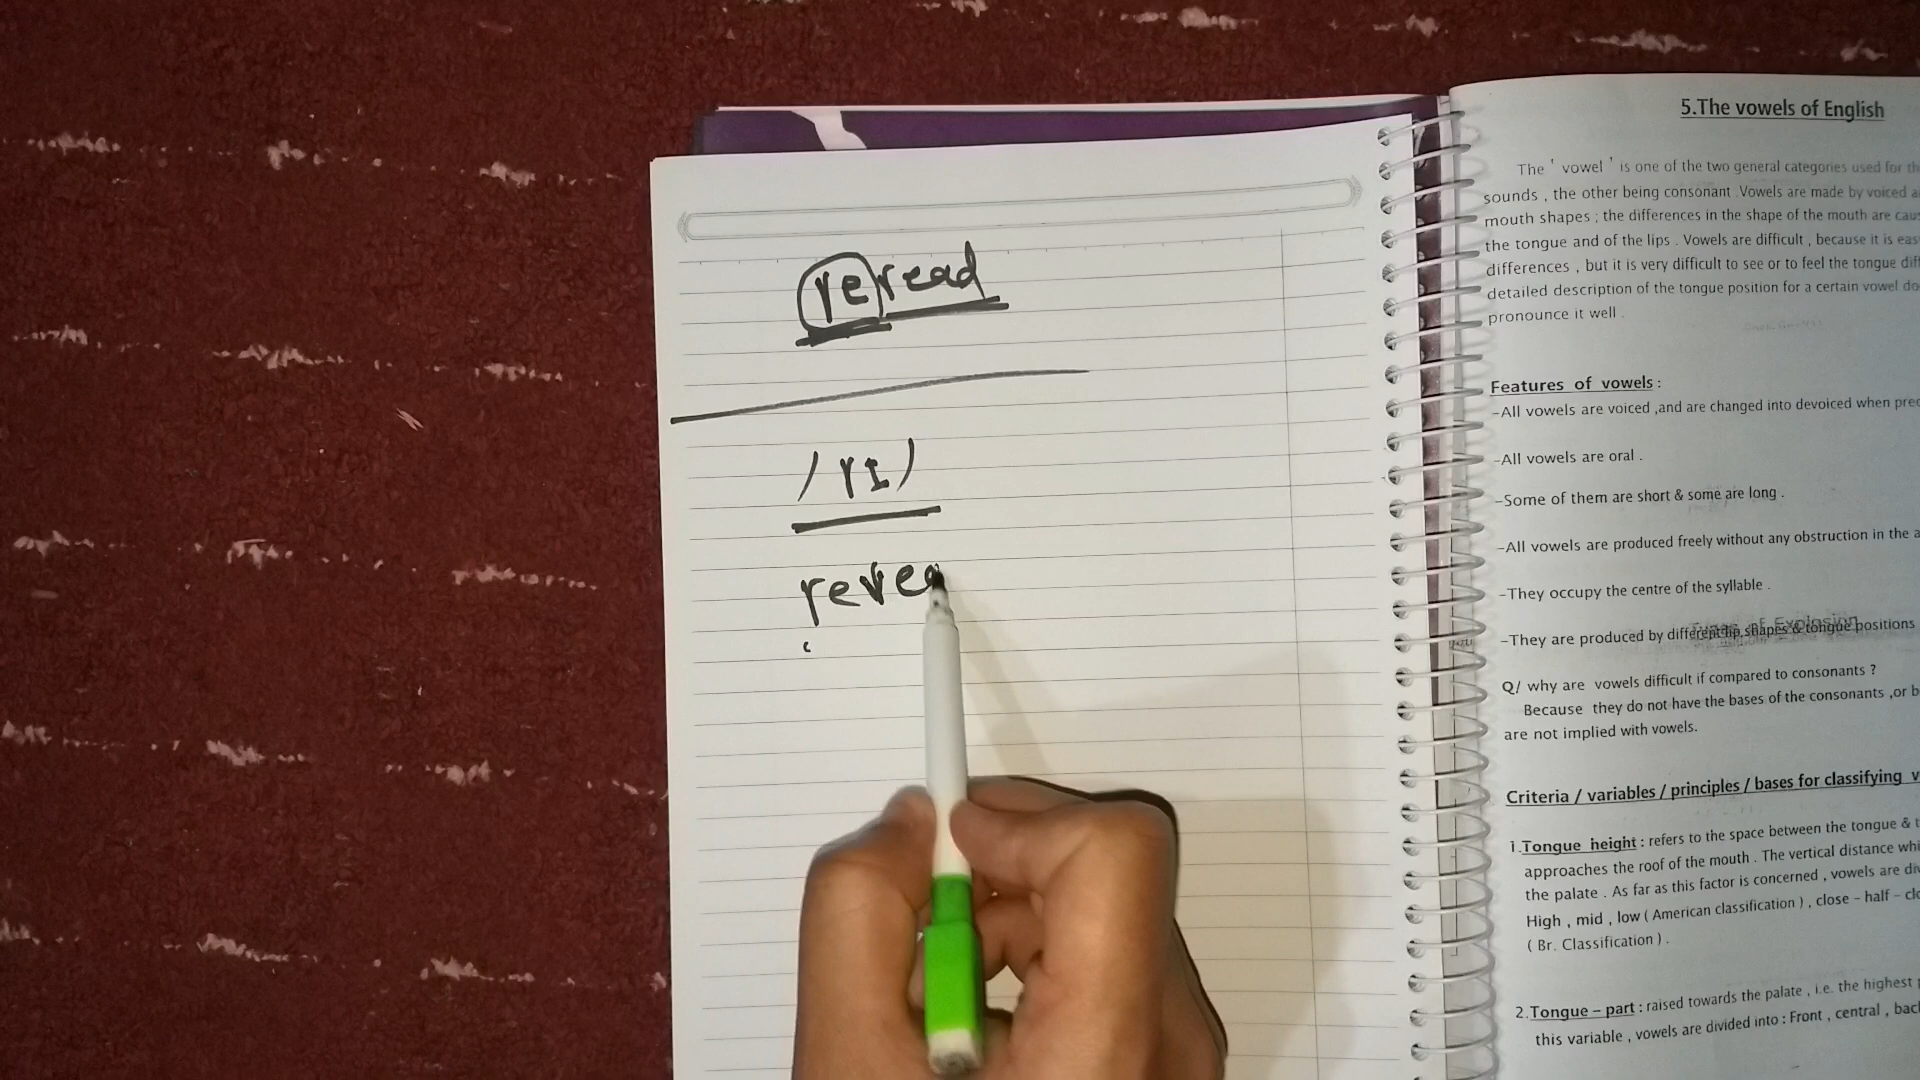 reread
/rɪ/
revea
5.The vowels of English
The ' vowel ' is one of the two general categories used for th
sounds , the other being consonant .Vowels are made by voiced a
mouth shapes ; the differences in the shape of the mouth are cau
the tongue and of the lips . Vowels are difficult , because it is eas
differences , but it is very difficult to see or to feel the tongue diff
detailed description of the tongue position for a certain vowel do
pronounce it well .
Features of vowels :
-All vowels are voiced ,and are changed into devoiced when prec
-All vowels are oral .
-Some of them are short & some are long .
-All vowels are produced freely without any obstruction in the a
-They occupy the centre of the syllable .
-They are produced by different lip shapes & tongue positions
Q/ why are vowels difficult if compared to consonants ?
Because they do not have the bases of the consonants ,or b
are not implied with vowels.
Criteria / variables / principles / bases for classifying v
1.Tongue height : refers to the space between the tongue & t
approaches the roof of the mouth . The vertical distance whi
the palate . As far as this factor is concerned , vowels are div
High , mid , low ( American classification ) , close - half - clo
( Br. Classification ) .
2.Tongue - part : raised towards the palate , i.e. the highest p
this variable , vowels are divided into : Front , central , bac